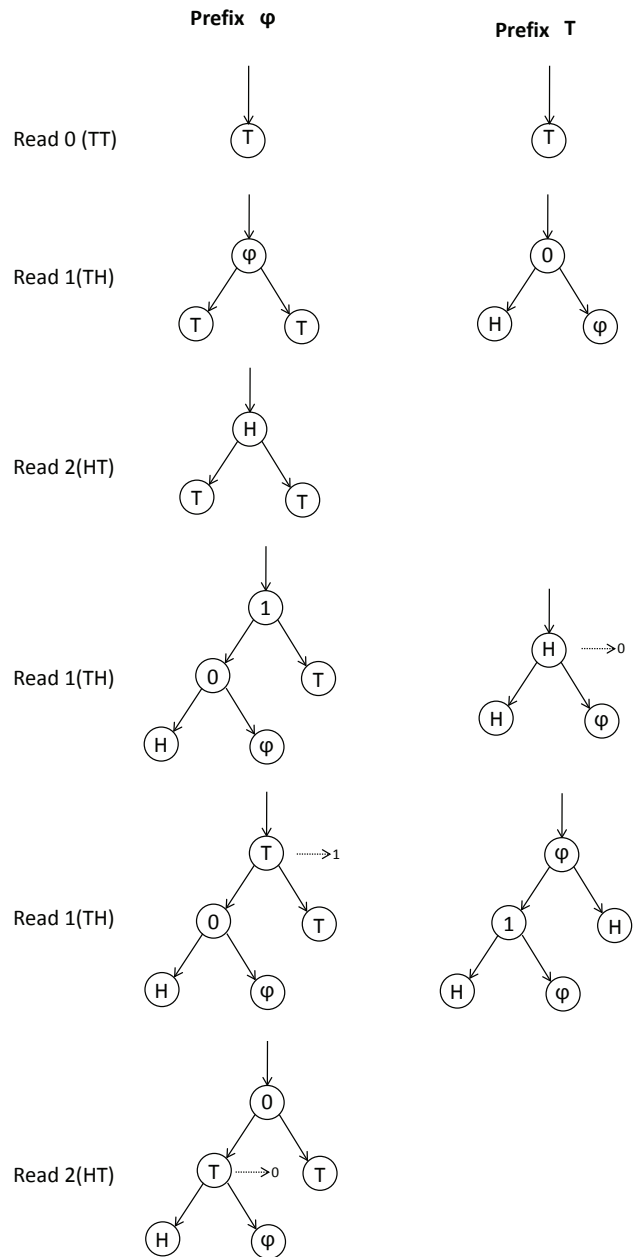 Prefix φ
Prefix T
Read 0 (TT)
T
T
Read 1(TH)
φ
T
T
0
H
φ
Read 2(HT)
H
T
T
Read 1(TH)
1
0
T
H
φ
H
0
H
φ
Read 1(TH)
T
1
0
T
H
φ
φ
1
H
H
φ
Read 2(HT)
0
T
0
T
H
φ